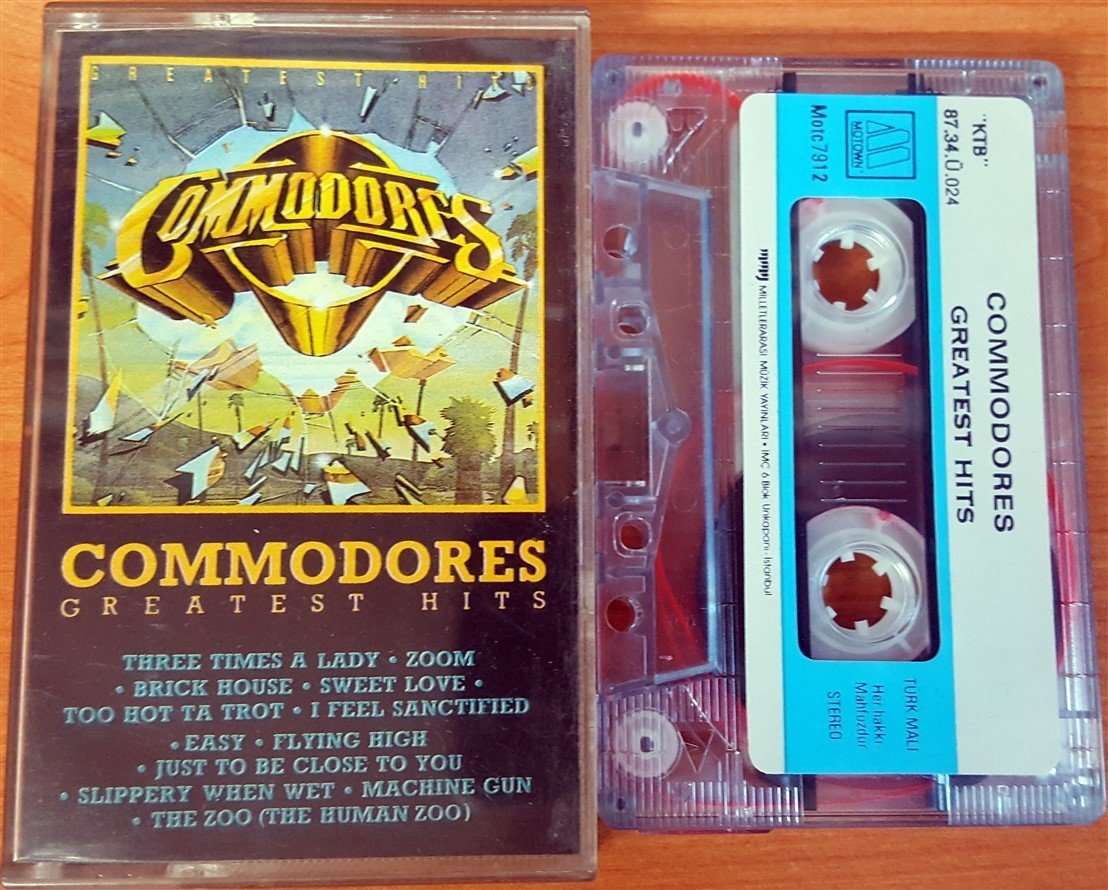 GREATEST HITS
COMMODORES
COMMODORES
GREATEST HITS
THREE TIMES A LADY • ZOOM
• BRICK HOUSE • SWEET LOVE •
TOO HOT TA TROT • I FEEL SANCTIFIED
• EASY • FLYING HIGH
• JUST TO BE CLOSE TO YOU
• SLIPPERY WHEN WET • MACHINE GUN
• THE ZOO (THE HUMAN ZOO)
"KTB"
87.34.Ü.024
MOTOWN
Motc 7912
COMMODORES
GREATEST HITS
MİLLETLERARASI MÜZİK YAYINLARI • İMÇ 6 Blok Unkapanı - İstanbul
TÜRK MALI
Her hakkı
Mahfuzdur
STEREO
A